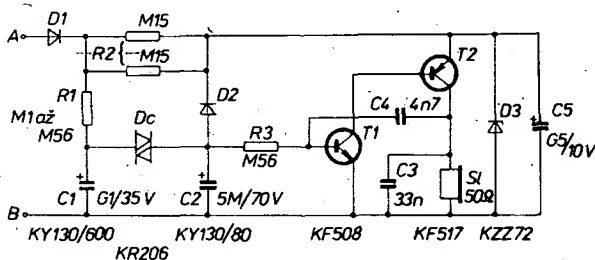 A D1 M15 T2
R2 M15
R1 Dc D2 R3 C4 4n7 D3 C5
M1až M56 M56 T1 G5/10V
C1 G1/35V C2 5M/70V C3 33n Sl 50Ω
B
KY130/600 KY130/80 KF508 KF517 KZZ72
KR206